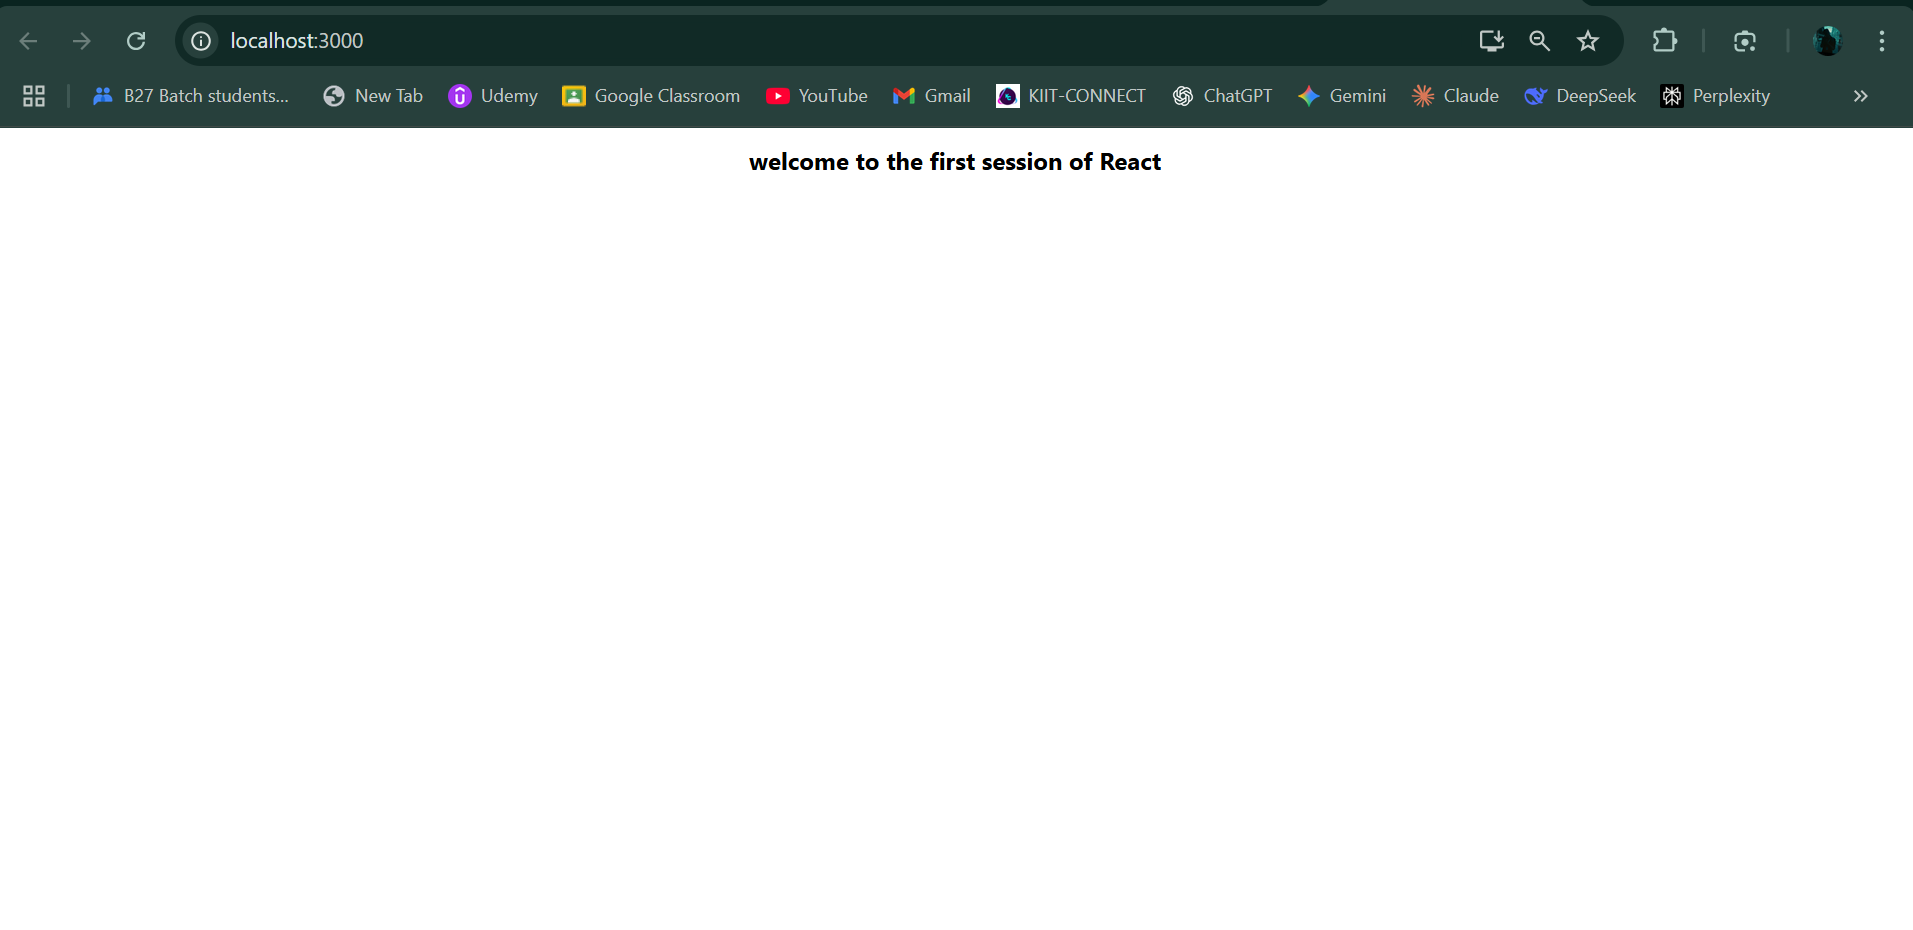 localhost:3000
B27 Batch students... New Tab Udemy Google Classroom YouTube Gmail KIIT-CONNECT ChatGPT Gemini Claude DeepSeek Perplexity
welcome to the first session of React